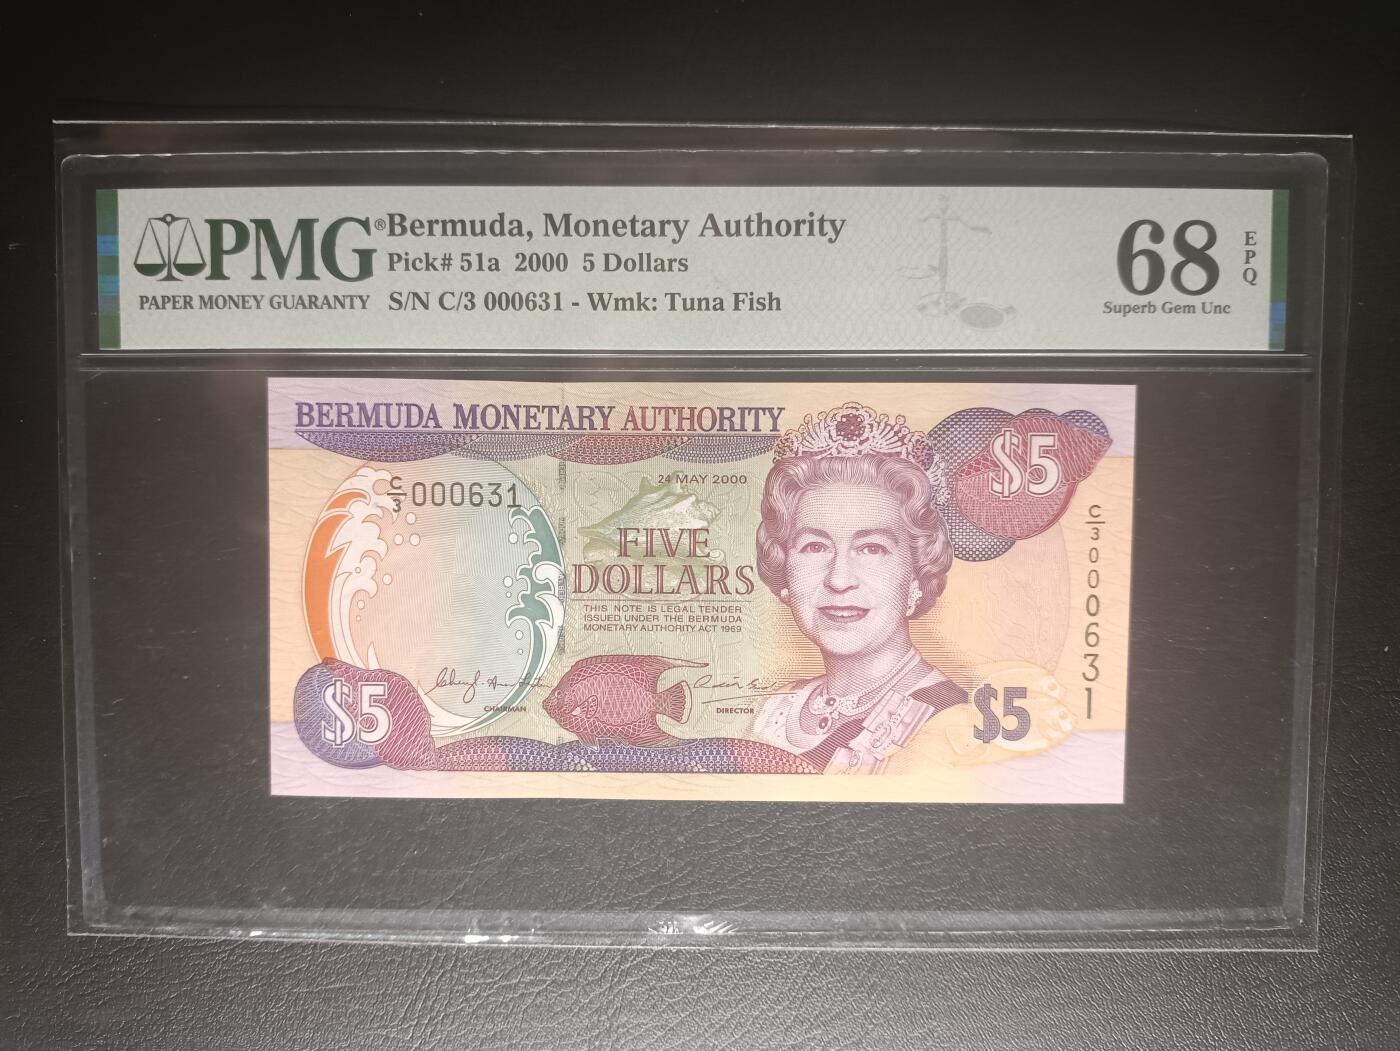 PMG®
PAPER MONEY GUARANTY
Bermuda, Monetary Authority
Pick# 51a 2000 5 Dollars
S/N C/3 000631 - Wmk: Tuna Fish
68
EPQ
Superb Gem Unc
BERMUDA MONETARY AUTHORITY
$5
C/3 000631
24 MAY 2000
FIVE
DOLLARS
THIS NOTE IS LEGAL TENDER
ISSUED UNDER THE BERMUDA
MONETARY AUTHORITY ACT 1969
C/3 000631
$5
CHAIRMAN
DIRECTOR
$5